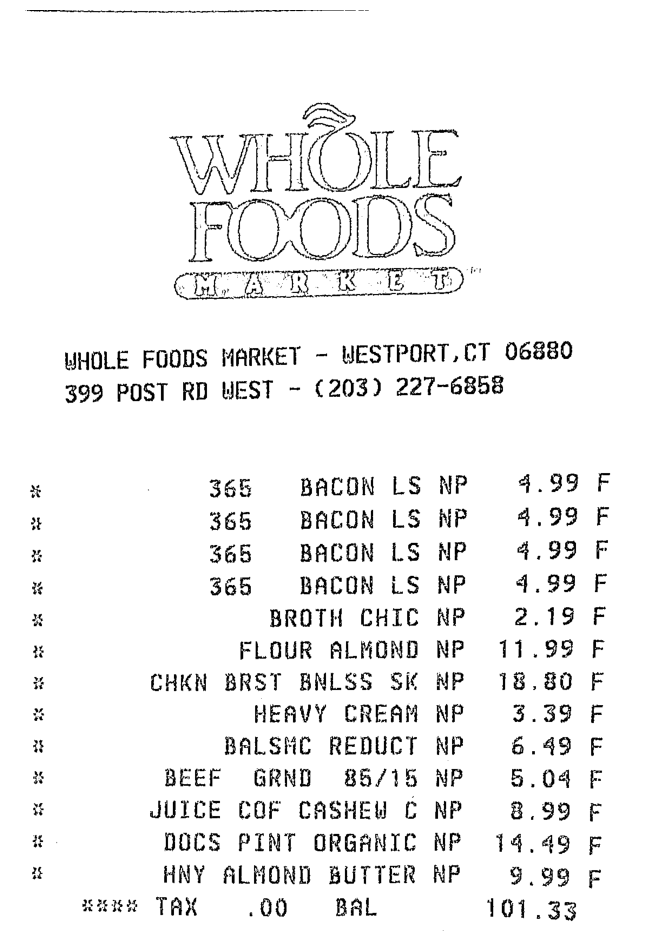 WHOLE
FOODS
MARKET
WHOLE FOODS MARKET - WESTPORT,CT 06880
399 POST RD WEST - (203) 227-6858
* 365 BACON LS NP 4.99 F
* 365 BACON LS NP 4.99 F
* 365 BACON LS NP 4.99 F
* 365 BACON LS NP 4.99 F
* BROTH CHIC NP 2.19 F
* FLOUR ALMOND NP 11.99 F
* CHKN BRST BNLSS SK NP 18.80 F
* HEAVY CREAM NP 3.39 F
* BALSMC REDUCT NP 6.49 F
* BEEF GRND 85/15 NP 5.04 F
* JUICE COF CASHEW C NP 8.99 F
* DOCS PINT ORGANIC NP 14.49 F
* HNY ALMOND BUTTER NP 9.99 F
**** TAX .00 BAL 101.33